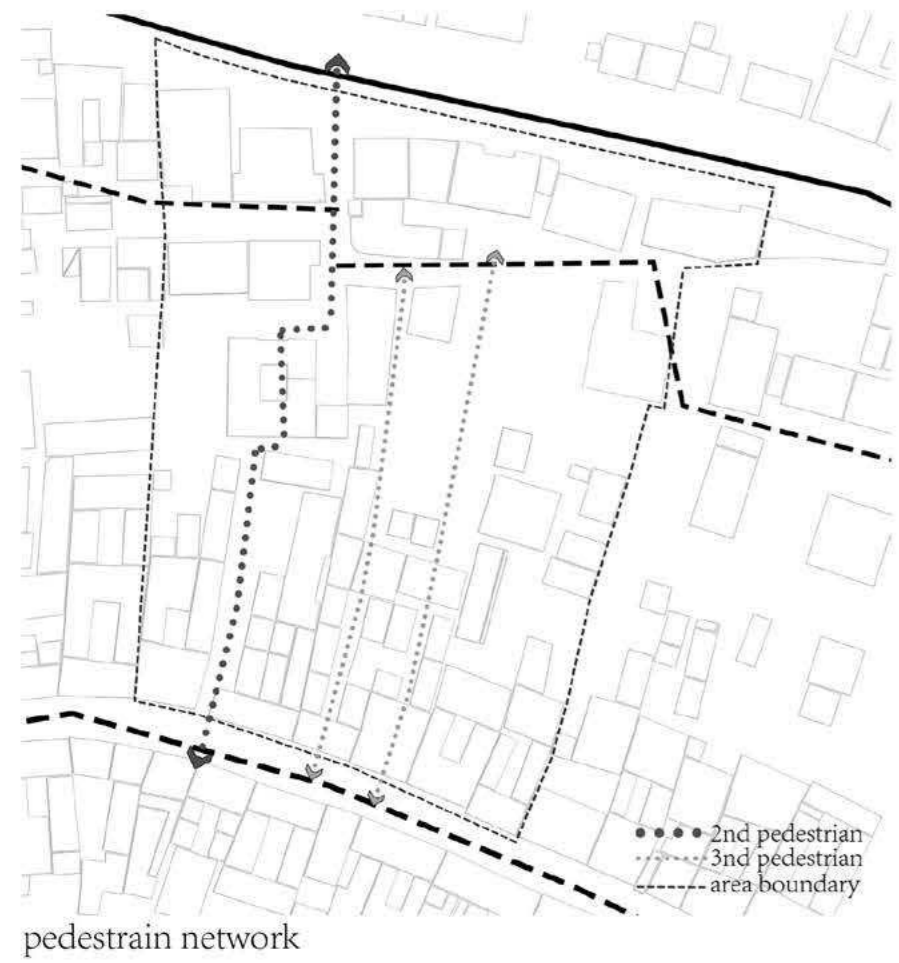 2nd pedestrian
3nd pedestrian
area boundary
pedestrain network